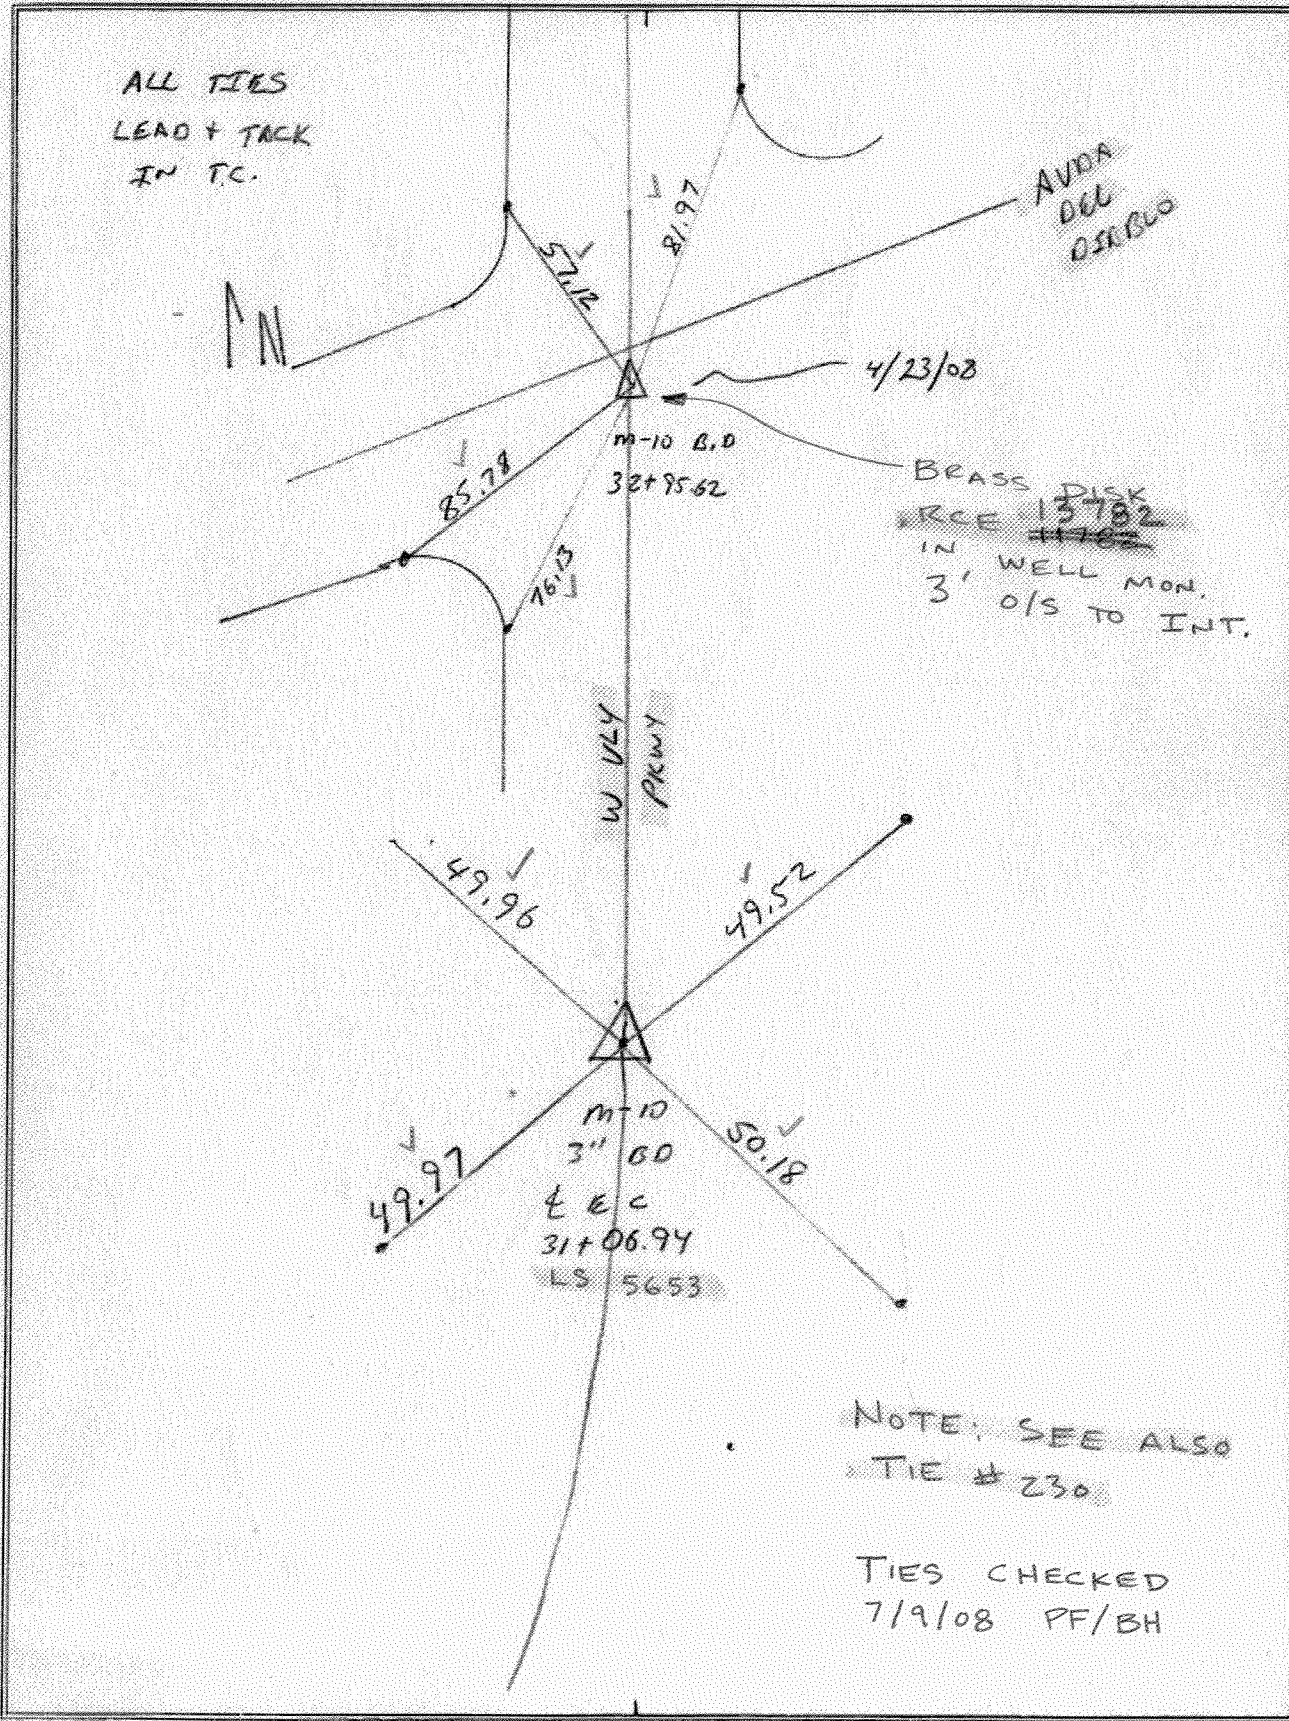 ALL TIES
LEAD + TACK
IN T.C.
N
57.12
81.97
AVDA
DEL
DIABLO
4/23/08
M-10 B.D
32+95.62
85.78
76.13
BRASS DISK
RCE 13782
IN WELL MON.
3' O/S TO INT.
W VLY
PKWY
49.96
49.52
M-10
3" BD
℄ E C
31+06.94
LS 5653
49.97
50.18
NOTE: SEE ALSO
TIE # 230
TIES CHECKED
7/9/08 PF/BH